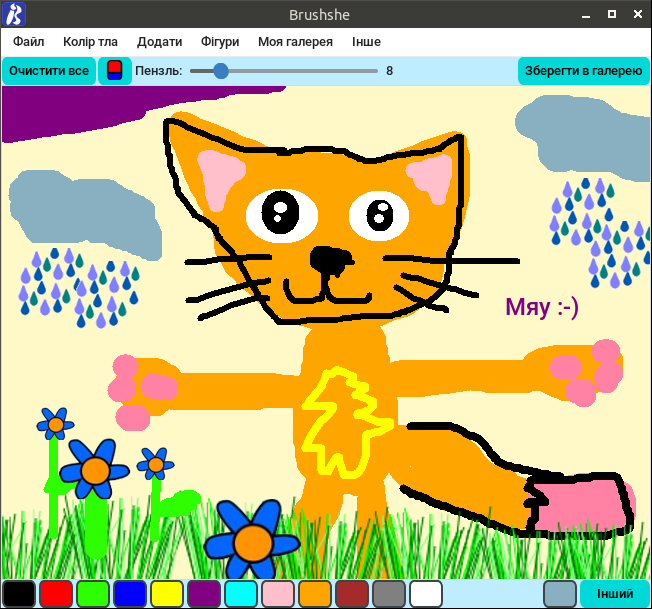 Brushshe
Файл Колір тла Додати Фігури Моя галерея Інше
Очистити все Пензль: 8 Зберегти в галерею
Мяу :-)
Інший